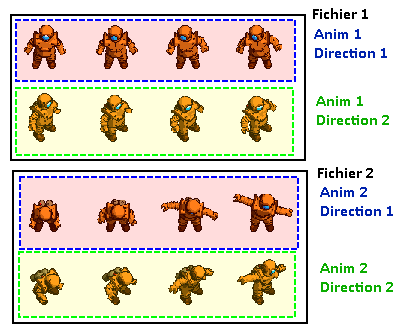 Fichier 1
Anim 1
Direction 1
Anim 1
Direction 2
Fichier 2
Anim 2
Direction 1
Anim 2
Direction 2